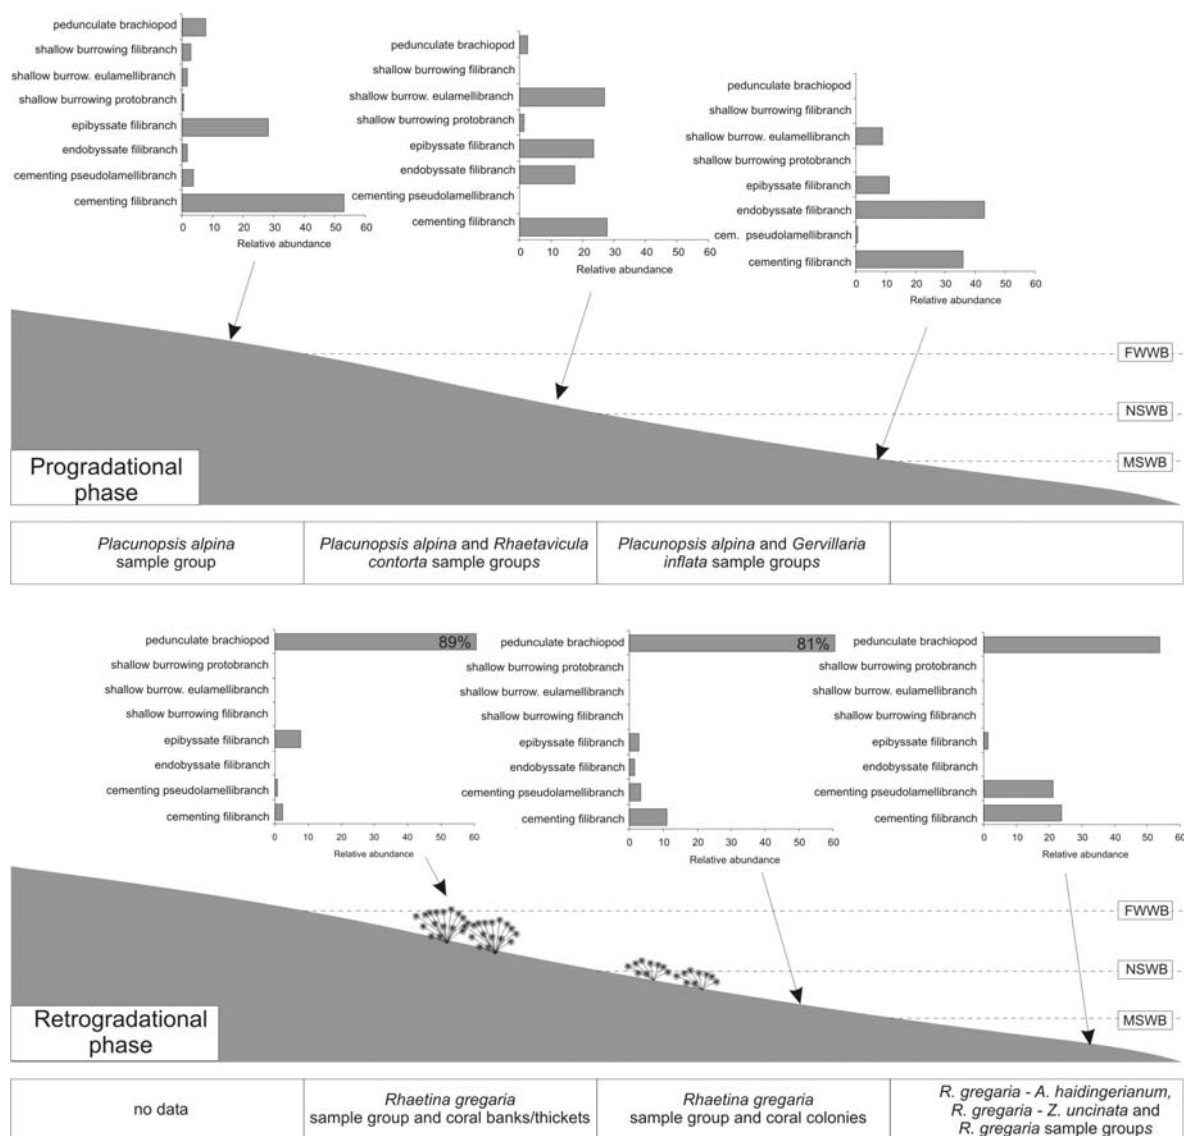 pedunculate brachiopod
shallow burrowing filibranch
shallow burrow. eulamellibranch
shallow burrowing protobranch
epibyssate filibranch
endobyssate filibranch
cementing pseudolamellibranch
cementing filibranch
0 10 20 30 40 50 60
Relative abundance
pedunculate brachiopod
shallow burrowing filibranch
shallow burrow. eulamellibranch
shallow burrowing protobranch
epibyssate filibranch
endobyssate filibranch
cementing pseudolamellibranch
cementing filibranch
0 10 20 30 40 50 60
Relative abundance
pedunculate brachiopod
shallow burrowing filibranch
shallow burrow. eulamellibranch
shallow burrowing protobranch
epibyssate filibranch
endobyssate filibranch
cem. pseudolamellibranch
cementing filibranch
0 10 20 30 40 50 60
Relative abundance
FWWB
NSWB
MSWB
Progradational
phase
Placunopsis alpina
sample group
Placunopsis alpina and Rhaetavicula
contorta sample groups
Placunopsis alpina and Gervillaria
inflata sample groups
pedunculate brachiopod
89%
shallow burrowing protobranch
shallow burrow. eulamellibranch
shallow burrowing filibranch
epibyssate filibranch
endobyssate filibranch
cementing pseudolamellibranch
cementing filibranch
0 10 20 30 40 50 60
Relative abundance
pedunculate brachiopod
81%
shallow burrowing protobranch
shallow burrow. eulamellibranch
shallow burrowing filibranch
epibyssate filibranch
endobyssate filibranch
cementing pseudolamellibranch
cementing filibranch
0 10 20 30 40 50 60
Relative abundance
pedunculate brachiopod
shallow burrowing protobranch
shallow burrow. eulamellibranch
shallow burrowing filibranch
epibyssate filibranch
endobyssate filibranch
cementing pseudolamellibranch
cementing filibranch
0 10 20 30 40 50 60
Relative abundance
FWWB
NSWB
MSWB
Retrogradational
phase
no data
Rhaetina gregaria
sample group and coral banks/thickets
Rhaetina gregaria
sample group and coral colonies
R. gregaria - A. haidingerianum,
R. gregaria - Z. uncinata and
R. gregaria sample groups